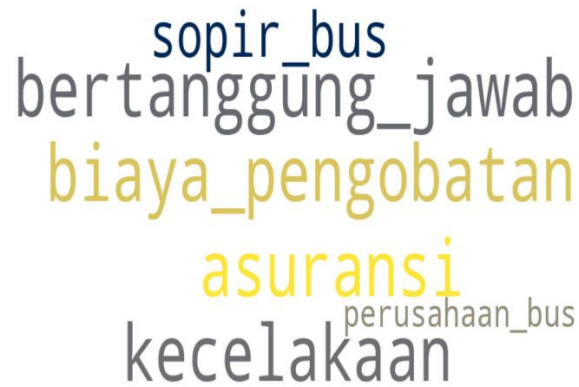 sopir_bus
bertanggung_jawab
biaya_pengobatan
asuransi
perusahaan_bus
kecelakaan